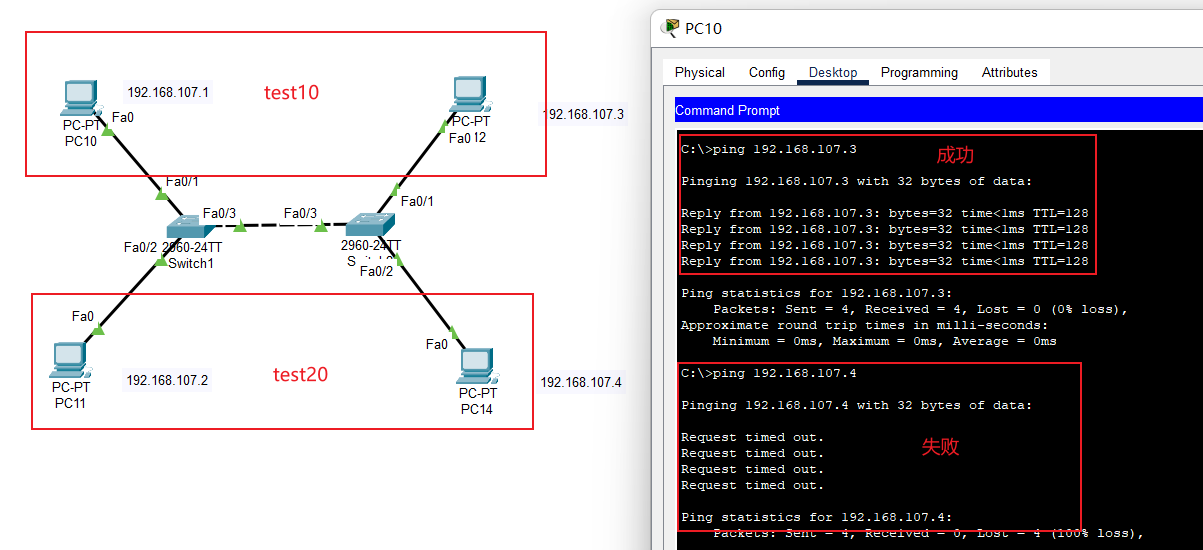 192.168.107.1
test10
192.168.107.3
Fa0
PC-PT
PC10
PC-PT
Fa0 12
Fa0/1
Fa0/1
Fa0/3
Fa0/3
Fa0/2
2960-24TT
Switch1
2960-24TT
Fa0/2
Fa0
Fa0
PC-PT
PC11
192.168.107.2
test20
PC-PT
PC14
192.168.107.4
PC10
Physical
Config
Desktop
Programming
Attributes
Command Prompt
C:\>ping 192.168.107.3
成功
Pinging 192.168.107.3 with 32 bytes of data:
Reply from 192.168.107.3: bytes=32 time<1ms TTL=128
Reply from 192.168.107.3: bytes=32 time<1ms TTL=128
Reply from 192.168.107.3: bytes=32 time<1ms TTL=128
Reply from 192.168.107.3: bytes=32 time<1ms TTL=128
Ping statistics for 192.168.107.3:
Packets: Sent = 4, Received = 4, Lost = 0 (0% loss),
Approximate round trip times in milli-seconds:
Minimum = 0ms, Maximum = 0ms, Average = 0ms
C:\>ping 192.168.107.4
Pinging 192.168.107.4 with 32 bytes of data:
Request timed out.
失败
Request timed out.
Request timed out.
Request timed out.
Ping statistics for 192.168.107.4:
Packets: Sent = 4, Received = 0, Lost = 4 (100% loss),